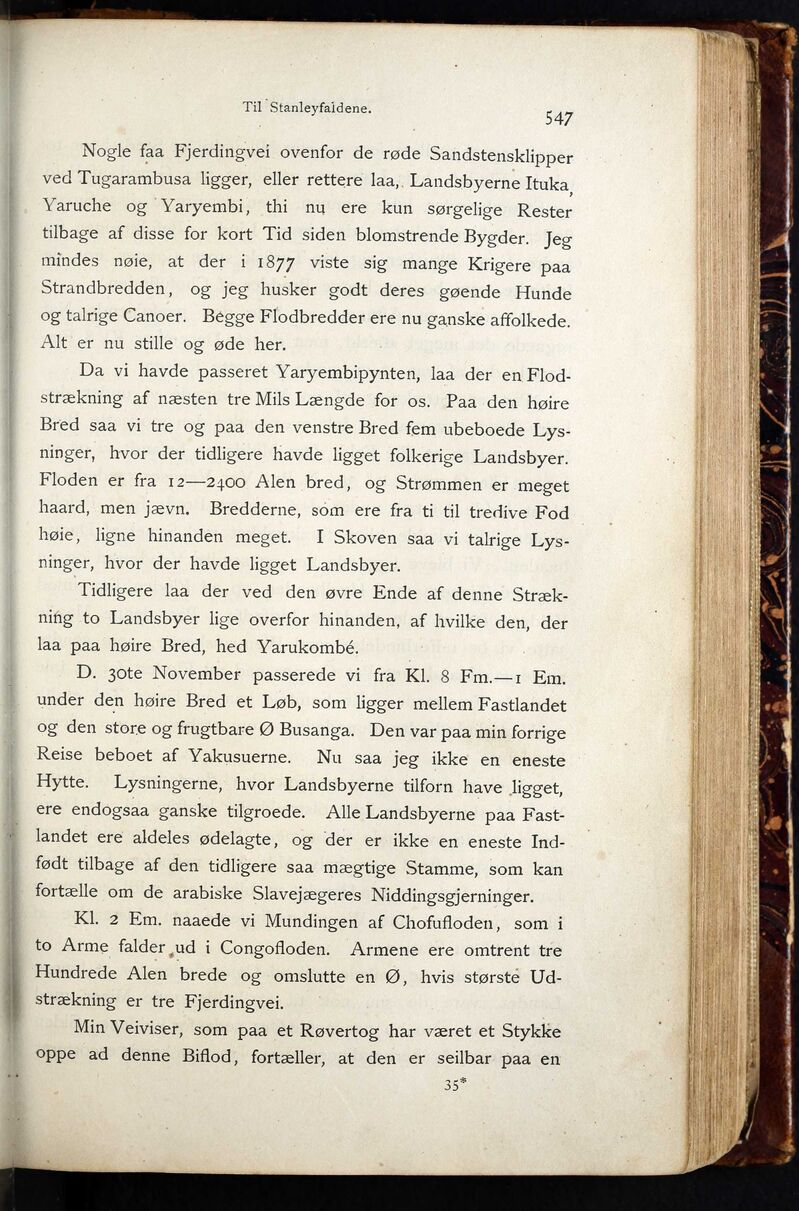 Til Stanleyfaldene.
547
Nogle faa Fjerdingvei ovenfor de røde Sandstensklipper
ved Tugarambusa ligger, eller rettere laa, Landsbyerne Ituka,
Yaruche og Yaryembi, thi nu ere kun sørgelige Rester
tilbage af disse for kort Tid siden blomstrende Bygder. Jeg
mindes nøie, at der i 1877 viste sig mange Krigere paa
Strandbredden, og jeg husker godt deres gøende Hunde
og talrige Canoer. Begge Flodbredder ere nu ganske affolkede.
Alt er nu stille og øde her.
Da vi havde passeret Yaryembipynten, laa der en Flod-
strækning af næsten tre Mils Længde for os. Paa den høire
Bred saa vi tre og paa den venstre Bred fem ubeboede Lys-
ninger, hvor der tidligere havde ligget folkerige Landsbyer.
Floden er fra 12—2400 Alen bred, og Strømmen er meget
haard, men jævn. Bredderne, som ere fra ti til tredive Fod
høie, ligne hinanden meget. I Skoven saa vi talrige Lys-
ninger, hvor der havde ligget Landsbyer.
Tidligere laa der ved den øvre Ende af denne Stræk-
ning to Landsbyer lige overfor hinanden, af hvilke den, der
laa paa høire Bred, hed Yarukombé.
D. 30te November passerede vi fra Kl. 8 Fm.—1 Em.
under den høire Bred et Løb, som ligger mellem Fastlandet
og den store og frugtbare Ø Busanga. Den var paa min forrige
Reise beboet af Yakusuerne. Nu saa jeg ikke en eneste
Hytte. Lysningerne, hvor Landsbyerne tilforn have ligget,
ere endogsaa ganske tilgroede. Alle Landsbyerne paa Fast-
landet ere aldeles ødelagte, og der er ikke en eneste Ind-
født tilbage af den tidligere saa mægtige Stamme, som kan
fortælle om de arabiske Slavejægeres Niddingsgjerninger.
Kl. 2 Em. naaede vi Mundingen af Chofufloden, som i
to Arme falder ud i Congofloden. Armene ere omtrent tre
Hundrede Alen brede og omslutte en Ø, hvis største Ud-
strækning er tre Fjerdingvei.
Min Veiviser, som paa et Røvertog har været et Stykke
oppe ad denne Biflod, fortæller, at den er seilbar paa en
35*